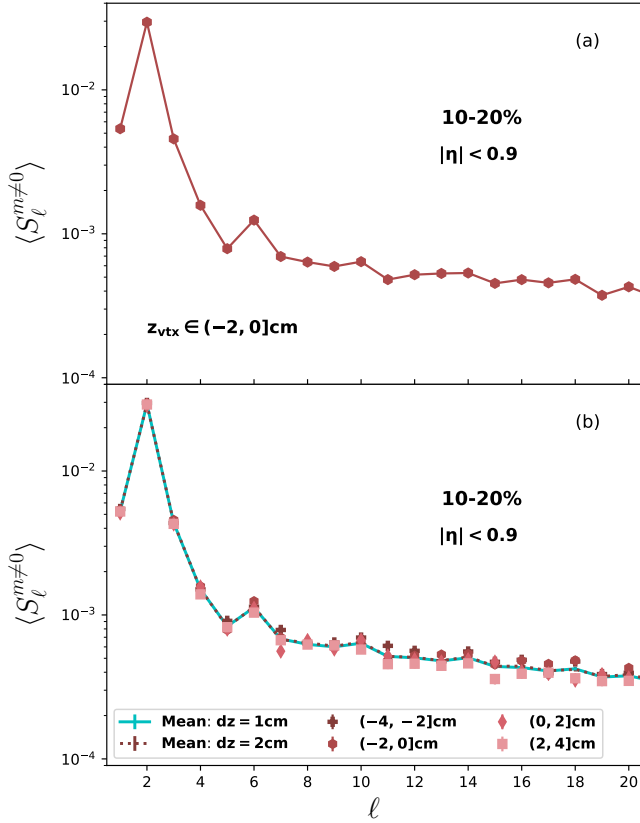 (a)
10⁻²
10-20%
|η| < 0.9
⟨S_ℓ^{m≠0}⟩
10⁻³
z_vtx ∈ (−2, 0]cm
10⁻⁴
(b)
10⁻²
10-20%
|η| < 0.9
⟨S_ℓ^{m≠0}⟩
10⁻³
Mean: dz = 1cm (−4, −2]cm (0, 2]cm
Mean: dz = 2cm (−2, 0]cm (2, 4]cm
10⁻⁴
2 4 6 8 10 12 14 16 18 20
ℓ